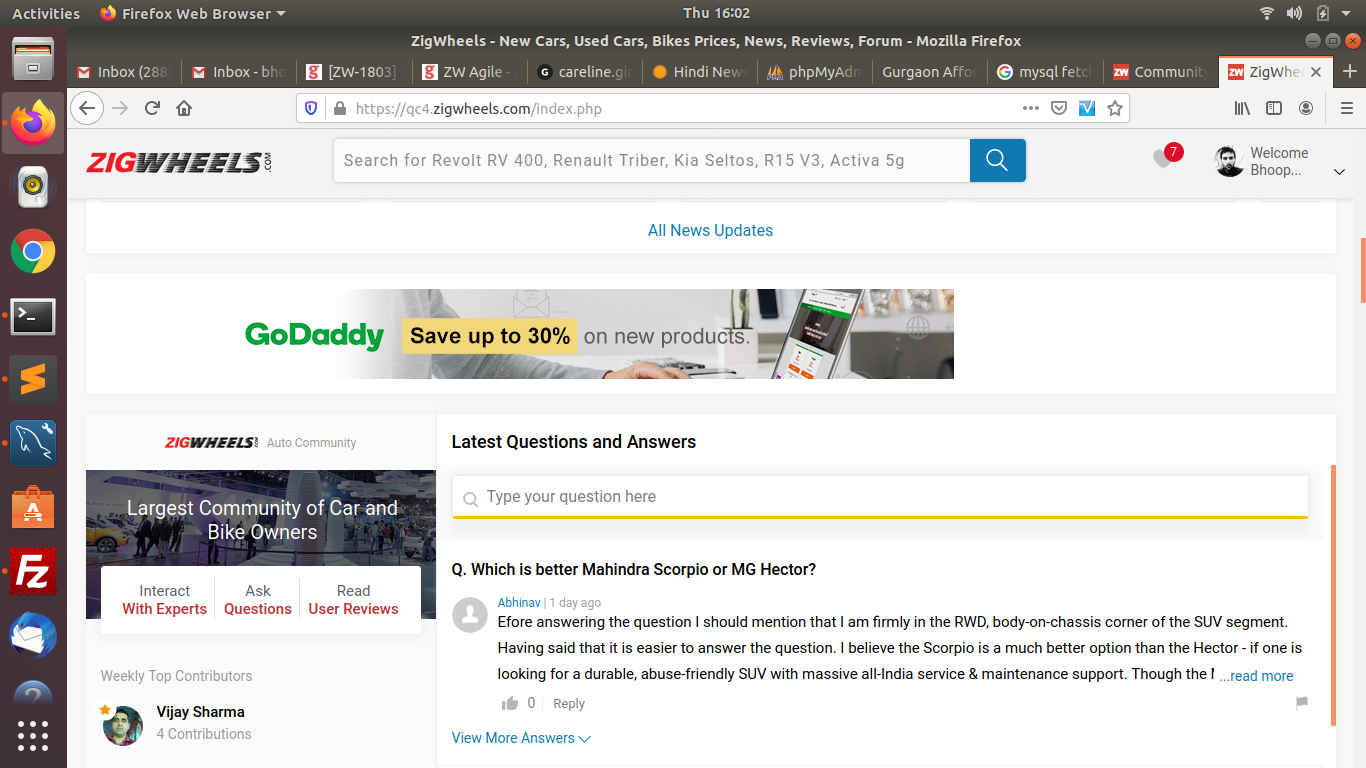 Activities
Firefox Web Browser
Thu 16:02
ZigWheels - New Cars, Used Cars, Bikes Prices, News, Reviews, Forum - Mozilla Firefox
Inbox (288
Inbox - bho
[ZW-1803]
ZW Agile -
careline.gir
Hindi News
phpMyAdm
Gurgaon Affor
mysql fetch
Community
ZigWhee
https://qc4.zigwheels.com/index.php
ZIGWHEELS.COM
Search for Revolt RV 400, Renault Triber, Kia Seltos, R15 V3, Activa 5g
7
Welcome
Bhoop...
All News Updates
GoDaddy
Save up to 30% on new products.
ZIGWHEELS.COM Auto Community
Largest Community of Car and
Bike Owners
Interact
With Experts
Ask
Questions
Read
User Reviews
Weekly Top Contributors
Vijay Sharma
4 Contributions
Latest Questions and Answers
Type your question here
Q. Which is better Mahindra Scorpio or MG Hector?
Abhinav | 1 day ago
Efore answering the question I should mention that I am firmly in the RWD, body-on-chassis corner of the SUV segment.
Having said that it is easier to answer the question. I believe the Scorpio is a much better option than the Hector - if one is
looking for a durable, abuse-friendly SUV with massive all-India service & maintenance support. Though the ...read more
0 Reply
View More Answers